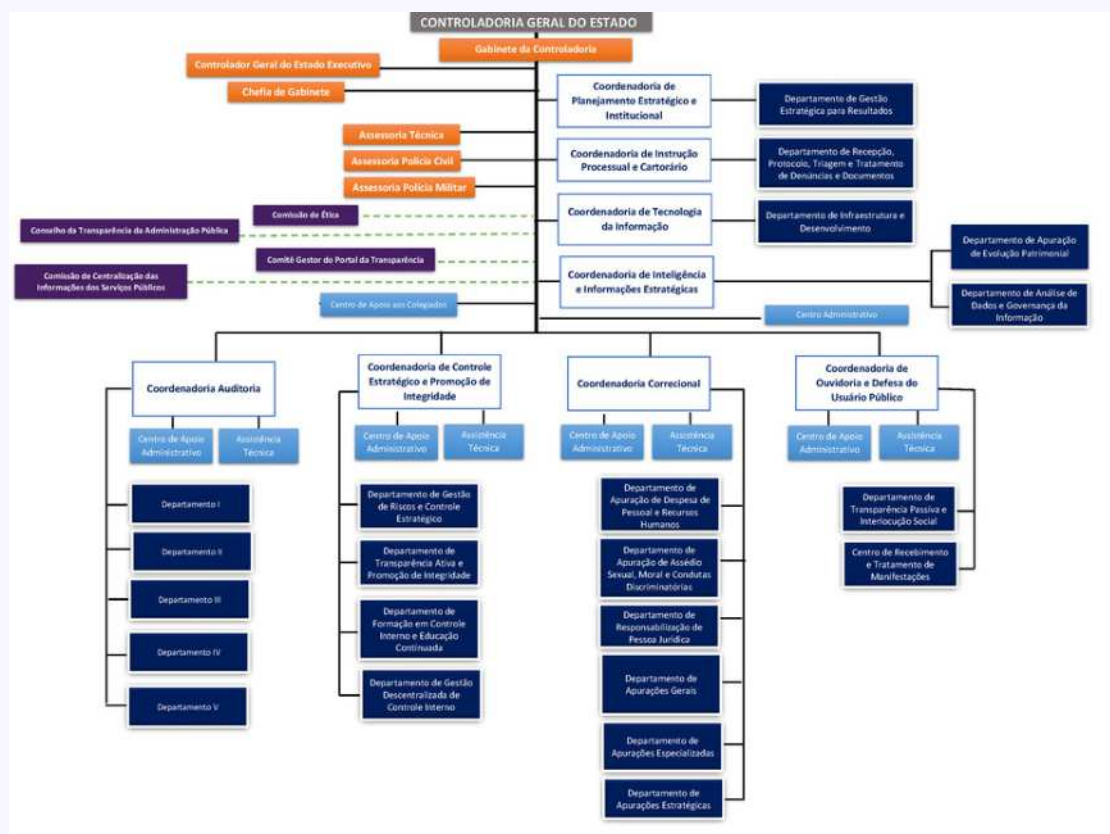 CONTROLADORIA GERAL DO ESTADO
Gabinete da Controladoria
Controlador Geral do Estado Executivo
Chefia de Gabinete
Assessoria Técnica
Assessoria Polícia Civil
Assessoria Polícia Militar
Comissão de Ética
Conselho da Transparência da Administração Pública
Comitê Gestor do Portal da Transparência
Comissão de Centralização das
Informações dos Serviços Públicos
Centro de Apoio aos Colegiados
Coordenadoria de
Planejamento Estratégico e
Institucional
Departamento de Gestão
Estratégica para Resultados
Coordenadoria de Instrução
Processual e Cartorário
Departamento de Recepção,
Protocolo, Triagem e Tratamento
de Denúncias e Documentos
Coordenadoria de Tecnologia
da Informação
Departamento de Infraestrutura e
Desenvolvimento
Coordenadoria de Inteligência
e Informações Estratégicas
Departamento de Apuração
de Evolução Patrimonial
Departamento de Análise de
Dados e Governança da
Informação
Centro Administrativo
Coordenadoria Auditoria
Centro de Apoio
Administrativo
Assistência
Técnica
Departamento I
Departamento II
Departamento III
Departamento IV
Departamento V
Coordenadoria de Controle
Estratégico e Promoção de
Integridade
Centro de Apoio
Administrativo
Assistência
Técnica
Departamento de Gestão
de Riscos e Controle
Estratégico
Departamento de
Transparência Ativa e
Promoção de Integridade
Departamento de
Formação em Controle
Interno e Educação
Continuada
Departamento de Gestão
Descentralizada de
Controle Interno
Coordenadoria Correcional
Centro de Apoio
Administrativo
Assistência
Técnica
Departamento de
Apuração de Despesa de
Pessoal e Recursos
Humanos
Departamento de
Apuração de Assédio
Sexual, Moral e Condutas
Discriminatórias
Departamento de
Responsabilização de
Pessoa Jurídica
Departamento de
Apurações Gerais
Departamento de
Apurações Especializadas
Departamento de
Apurações Estratégicas
Coordenadoria de
Ouvidoria e Defesa do
Usuário Público
Centro de Apoio
Administrativo
Assistência
Técnica
Departamento de
Transparência Passiva e
Interlocução Social
Centro de Recebimento
e Tratamento de
Manifestações